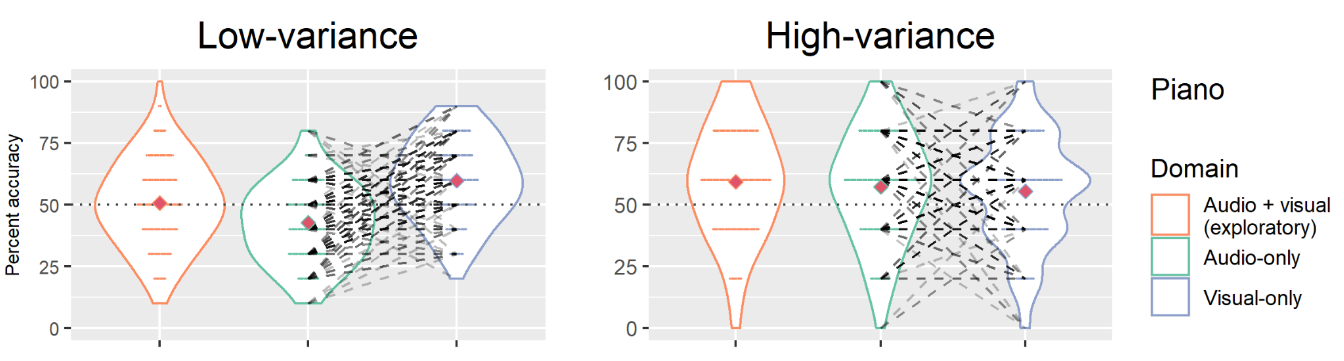 Low-variance
High-variance
Percent accuracy
100
75
50
25
0
100
75
50
25
0
Piano
Domain
Audio + visual
(exploratory)
Audio-only
Visual-only